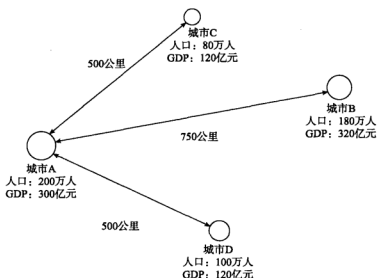 城市C
人口：80万人
GDP：120亿元
500公里
城市B
人口：180万人
GDP：320亿元
750公里
城市A
人口：200万人
GDP：300亿元
500公里
城市D
人口：100万人
GDP：120亿元